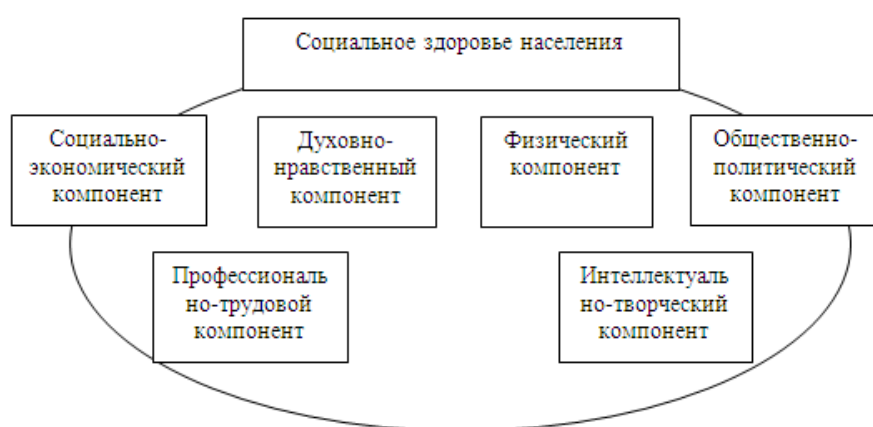 Социальное здоровье населения
Социально-
экономический
компонент
Духовно-
нравственный
компонент
Физический
компонент
Общественно-
политический
компонент
Профессиональ
но-трудовой
компонент
Интеллектуаль
но-творческий
компонент